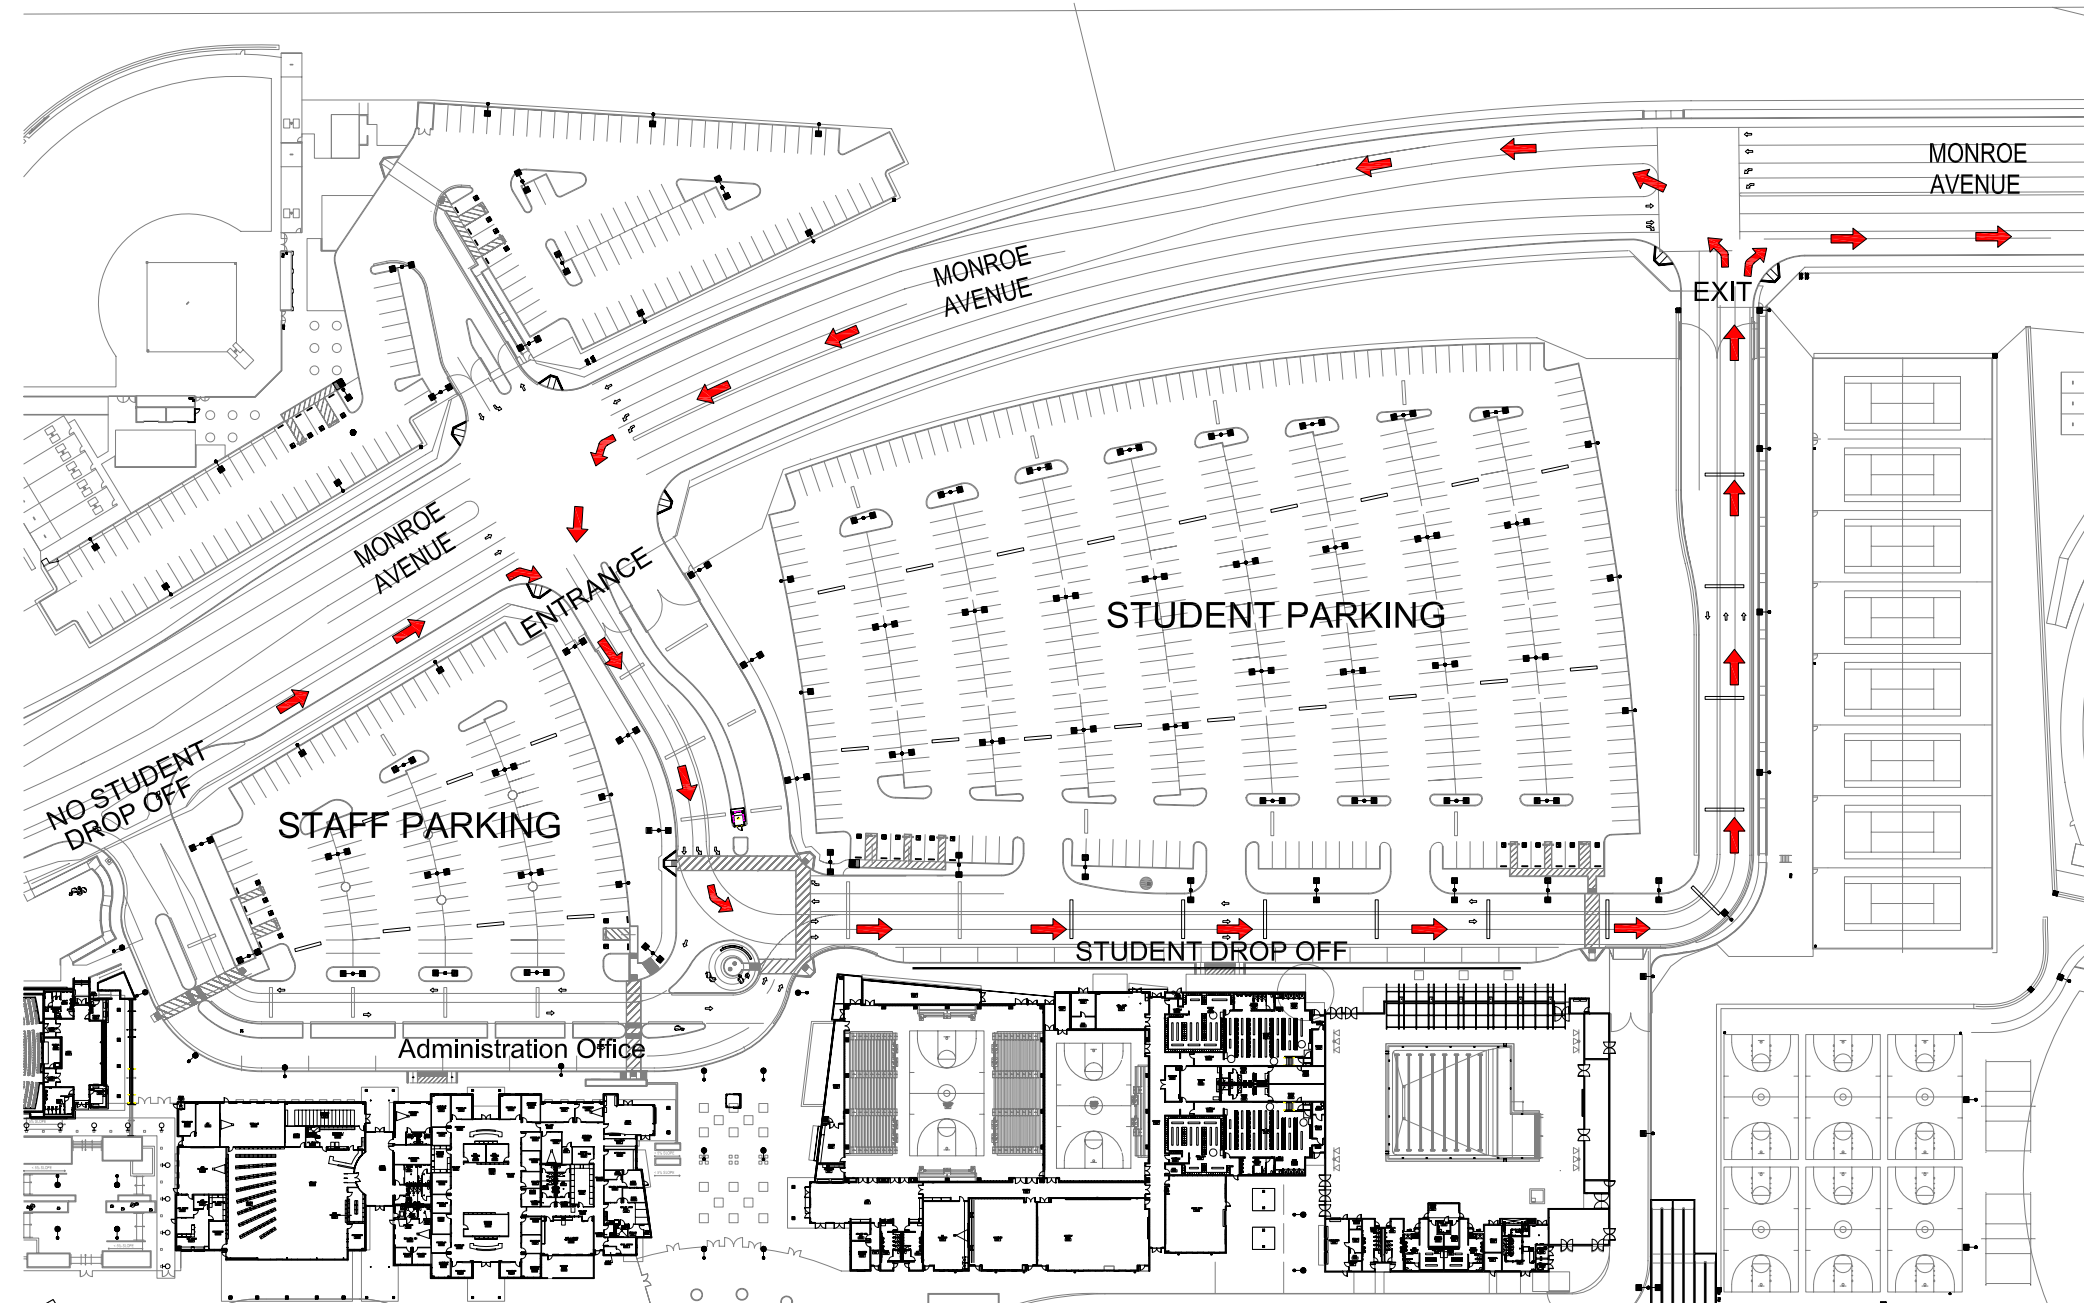 MONROE
AVENUE
MONROE
AVENUE
EXIT
MONROE
AVENUE
ENTRANCE
STUDENT PARKING
NO STUDENT
DROP OFF
STAFF PARKING
STUDENT DROP OFF
Administration Office